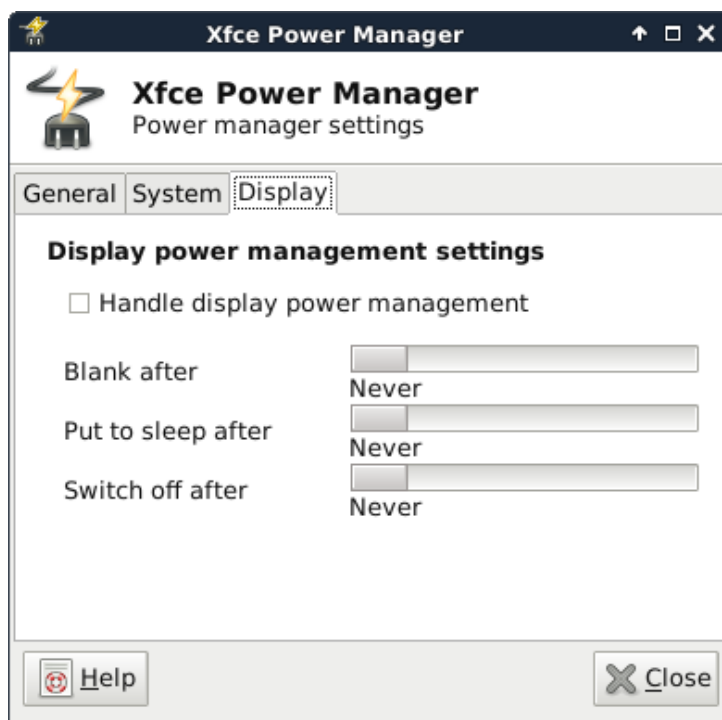 Xfce Power Manager
Xfce Power Manager
Power manager settings
General System Display
Display power management settings
Handle display power management
Blank after
Never
Put to sleep after
Never
Switch off after
Never
Help Close